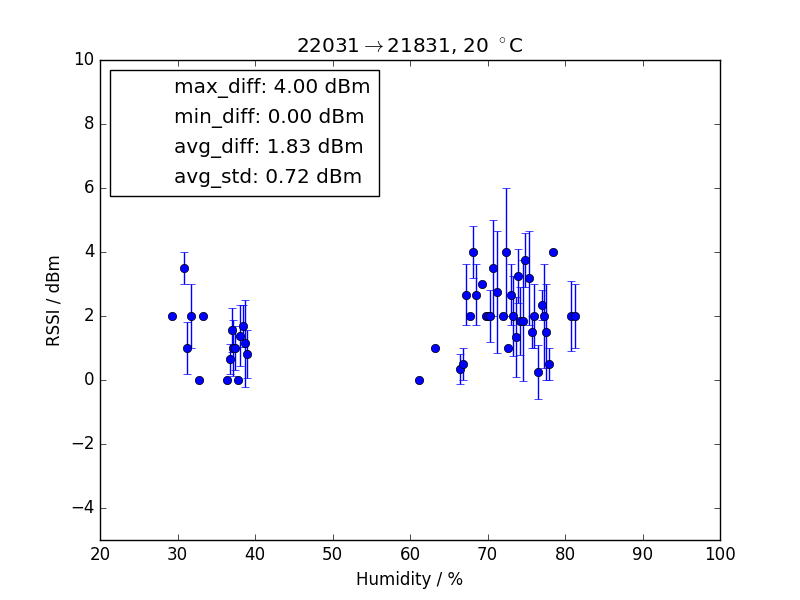 22031→21831, 20 °C
max_diff: 4.00 dBm
min_diff: 0.00 dBm
avg_diff: 1.83 dBm
avg_std: 0.72 dBm
10
8
6
4
2
0
−2
−4
RSSI / dBm
20 30 40 50 60 70 80 90 100
Humidity / %